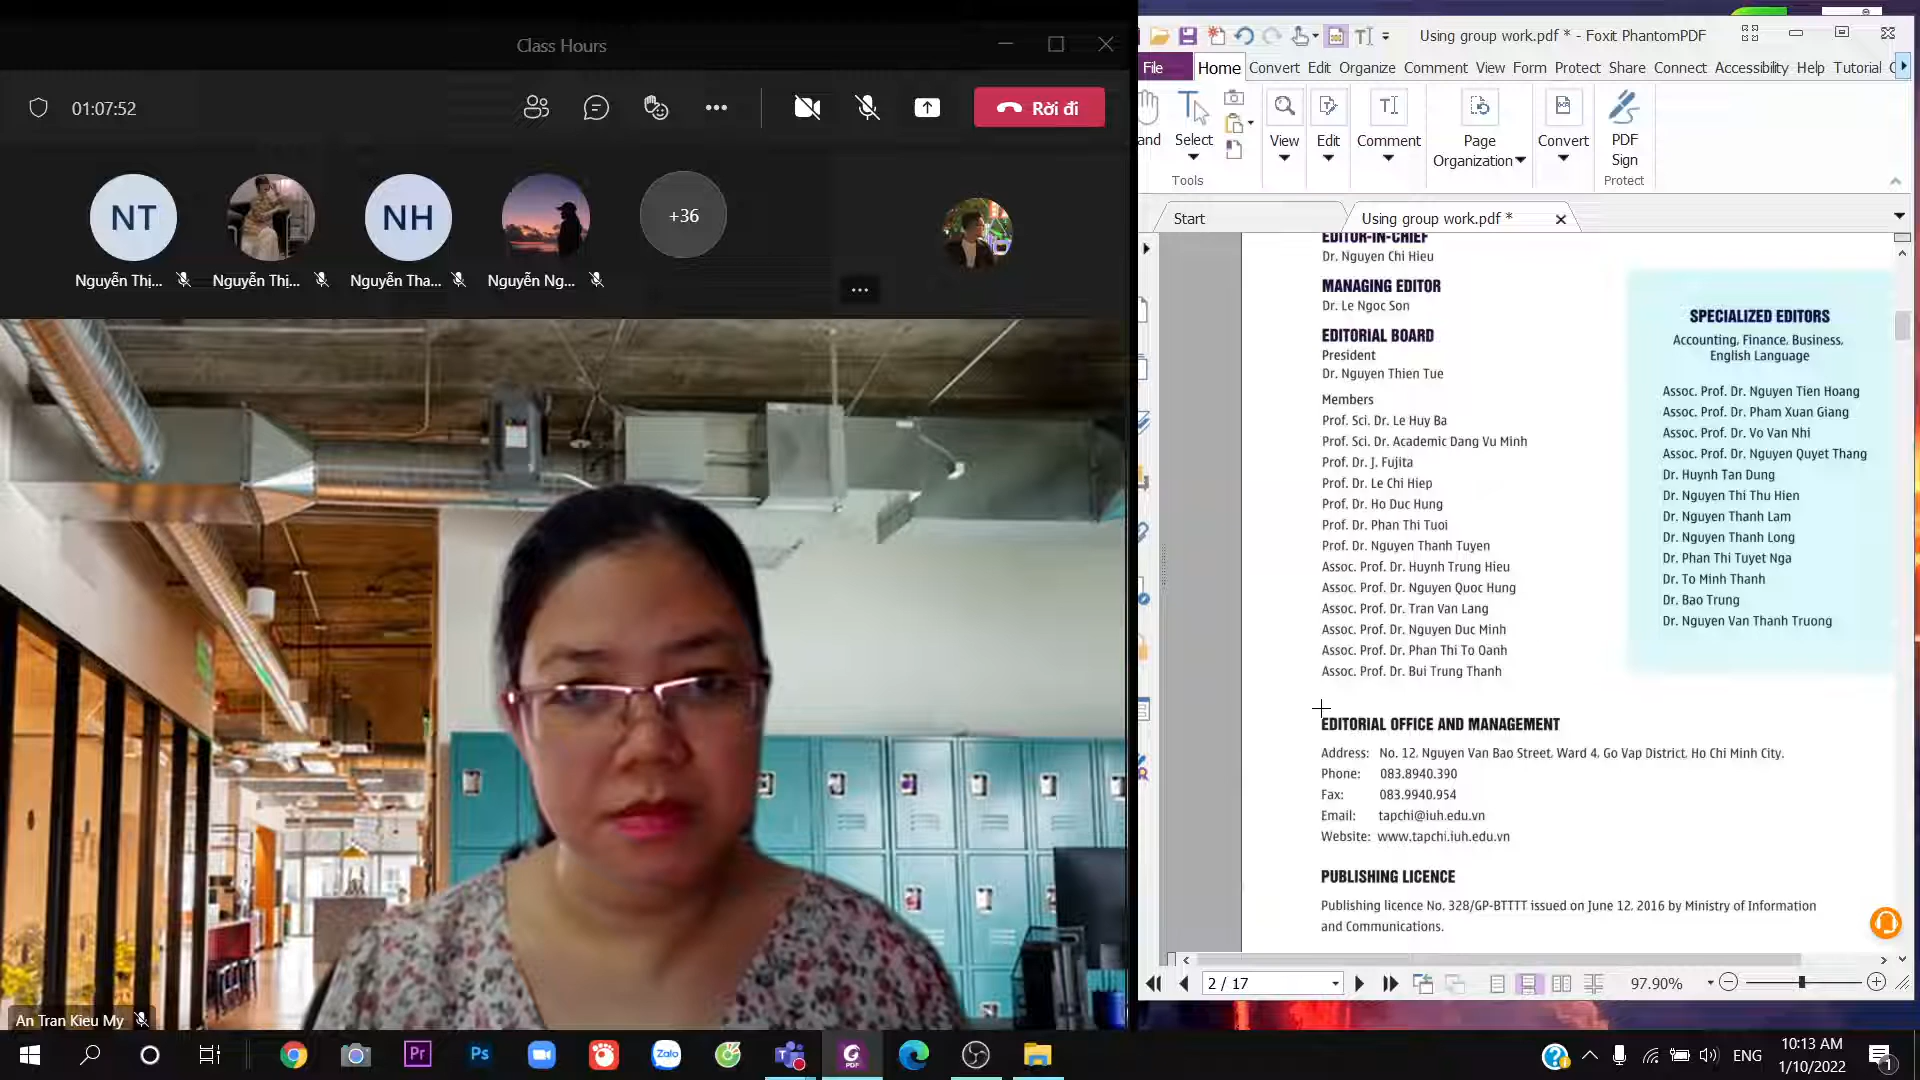 Class Hours
01:07:52
Rời đi
NT
NH
+36
Nguyễn Thị...
Nguyễn Thị...
Nguyễn Tha...
Nguyễn Ng...
An Tran Kieu My
Using group work.pdf * - Foxit PhantomPDF
File Home Convert Edit Organize Comment View Form Protect Share Connect Accessibility Help Tutorial
and
Select
View
Edit
Comment
Page
Organization
Convert
PDF
Sign
Tools
Protect
Start
Using group work.pdf *
EDITOR-IN-CHIEF
Dr. Nguyen Chi Hieu
MANAGING EDITOR
Dr. Le Ngoc Son
EDITORIAL BOARD
President
Dr. Nguyen Thien Tue
Members
Prof. Sci. Dr. Le Huy Ba
Prof. Sci. Dr. Academic Dang Vu Minh
Prof. Dr. J. Fujita
Prof. Dr. Le Chi Hiep
Prof. Dr. Ho Duc Hung
Prof. Dr. Phan Thi Tuoi
Prof. Dr. Nguyen Thanh Tuyen
Assoc. Prof. Dr. Huynh Trung Hieu
Assoc. Prof. Dr. Nguyen Quoc Hung
Assoc. Prof. Dr. Tran Van Lang
Assoc. Prof. Dr. Nguyen Duc Minh
Assoc. Prof. Dr. Phan Thi To Oanh
Assoc. Prof. Dr. Bui Trung Thanh
SPECIALIZED EDITORS
Accounting, Finance, Business,
English Language
Assoc. Prof. Dr. Nguyen Tien Hoang
Assoc. Prof. Dr. Pham Xuan Giang
Assoc. Prof. Dr. Vo Van Nhi
Assoc. Prof. Dr. Nguyen Quyet Thang
Dr. Huynh Tan Dung
Dr. Nguyen Thi Thu Hien
Dr. Nguyen Thanh Lam
Dr. Nguyen Thanh Long
Dr. Phan Thi Tuyet Nga
Dr. To Minh Thanh
Dr. Bao Trung
Dr. Nguyen Van Thanh Truong
EDITORIAL OFFICE AND MANAGEMENT
Address: No. 12, Nguyen Van Bao Street, Ward 4, Go Vap District, Ho Chi Minh City.
Phone: 083.8940.390
Fax: 083.9940.954
Email: tapchi@iuh.edu.vn
Website: www.tapchi.iuh.edu.vn
PUBLISHING LICENCE
Publishing licence No. 328/GP-BTTTT issued on June 12, 2016 by Ministry of Information
and Communications.
2 / 17
97.90%
Pr
Ps
Zalo
PDF
ENG
10:13 AM
1/10/2022
1